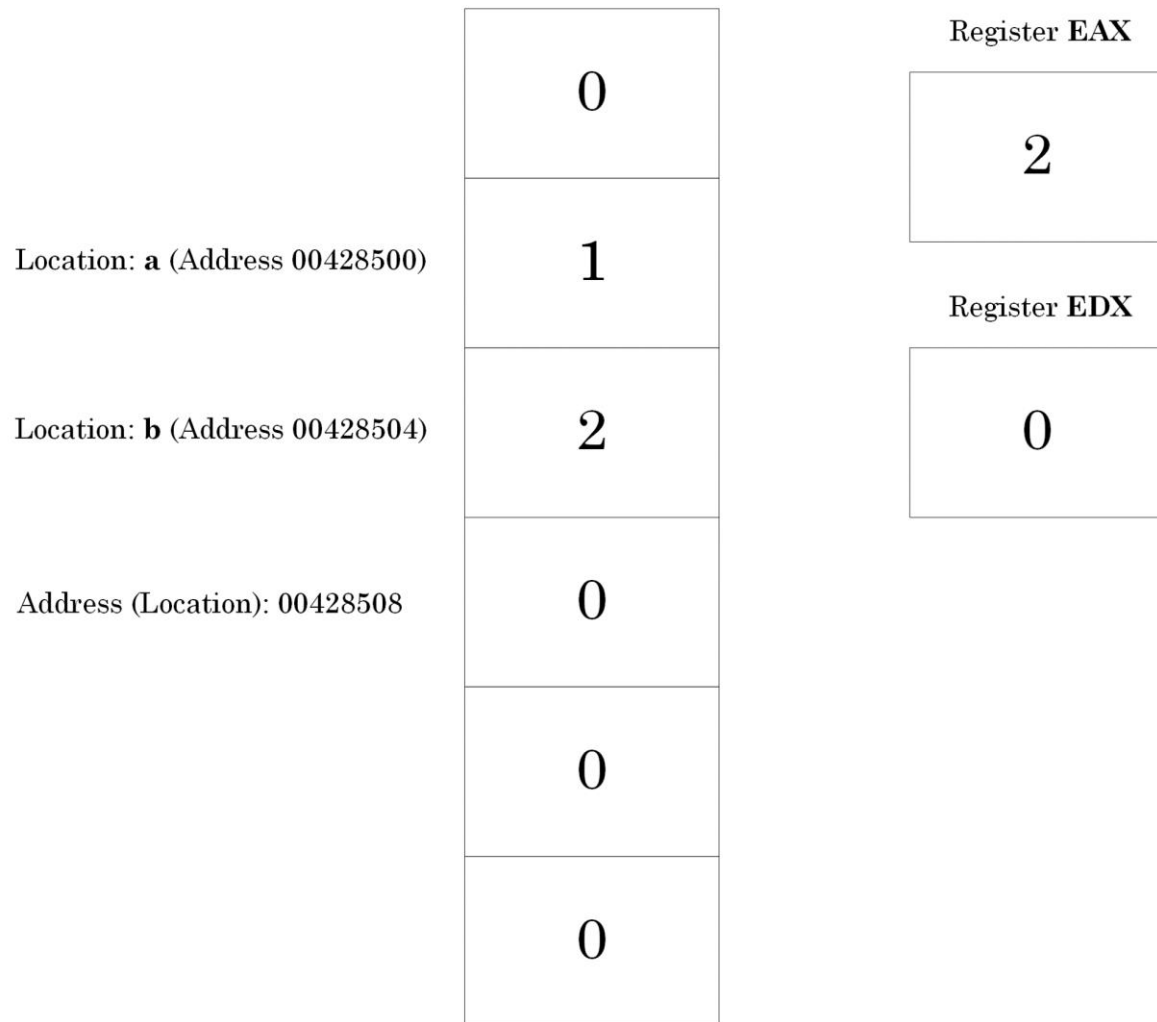 0
Register EAX
2
Location: a (Address 00428500)
1
Register EDX
Location: b (Address 00428504)
2
0
Address (Location): 00428508
0
0
0